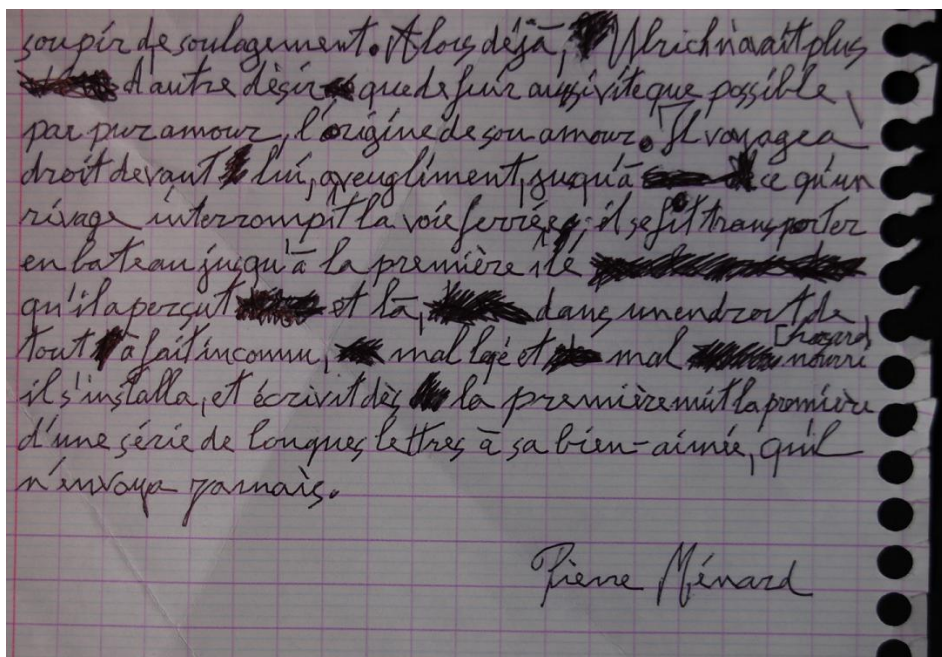 soupir de soulagement. Alors déjà, Ulrich n'avait plus
d'autre désir que de fuir aussi vite que possible,
par pur amour, l'origine de son amour. Il voyagea
droit devant lui, aveuglément, jusqu'à ce qu'un
rivage interrompît la voie ferrée; il se fit transporter
en bateau jusqu'à la première île
qu'il aperçut et là, dans un endroit de
[hasard]
tout à fait inconnu, mal logé et mal nourri
il s'installa, et écrivit dès la première nuit la première
d'une série de longues lettres à sa bien-aimée, qu'il
n'envoya jamais.
Pierre Ménard